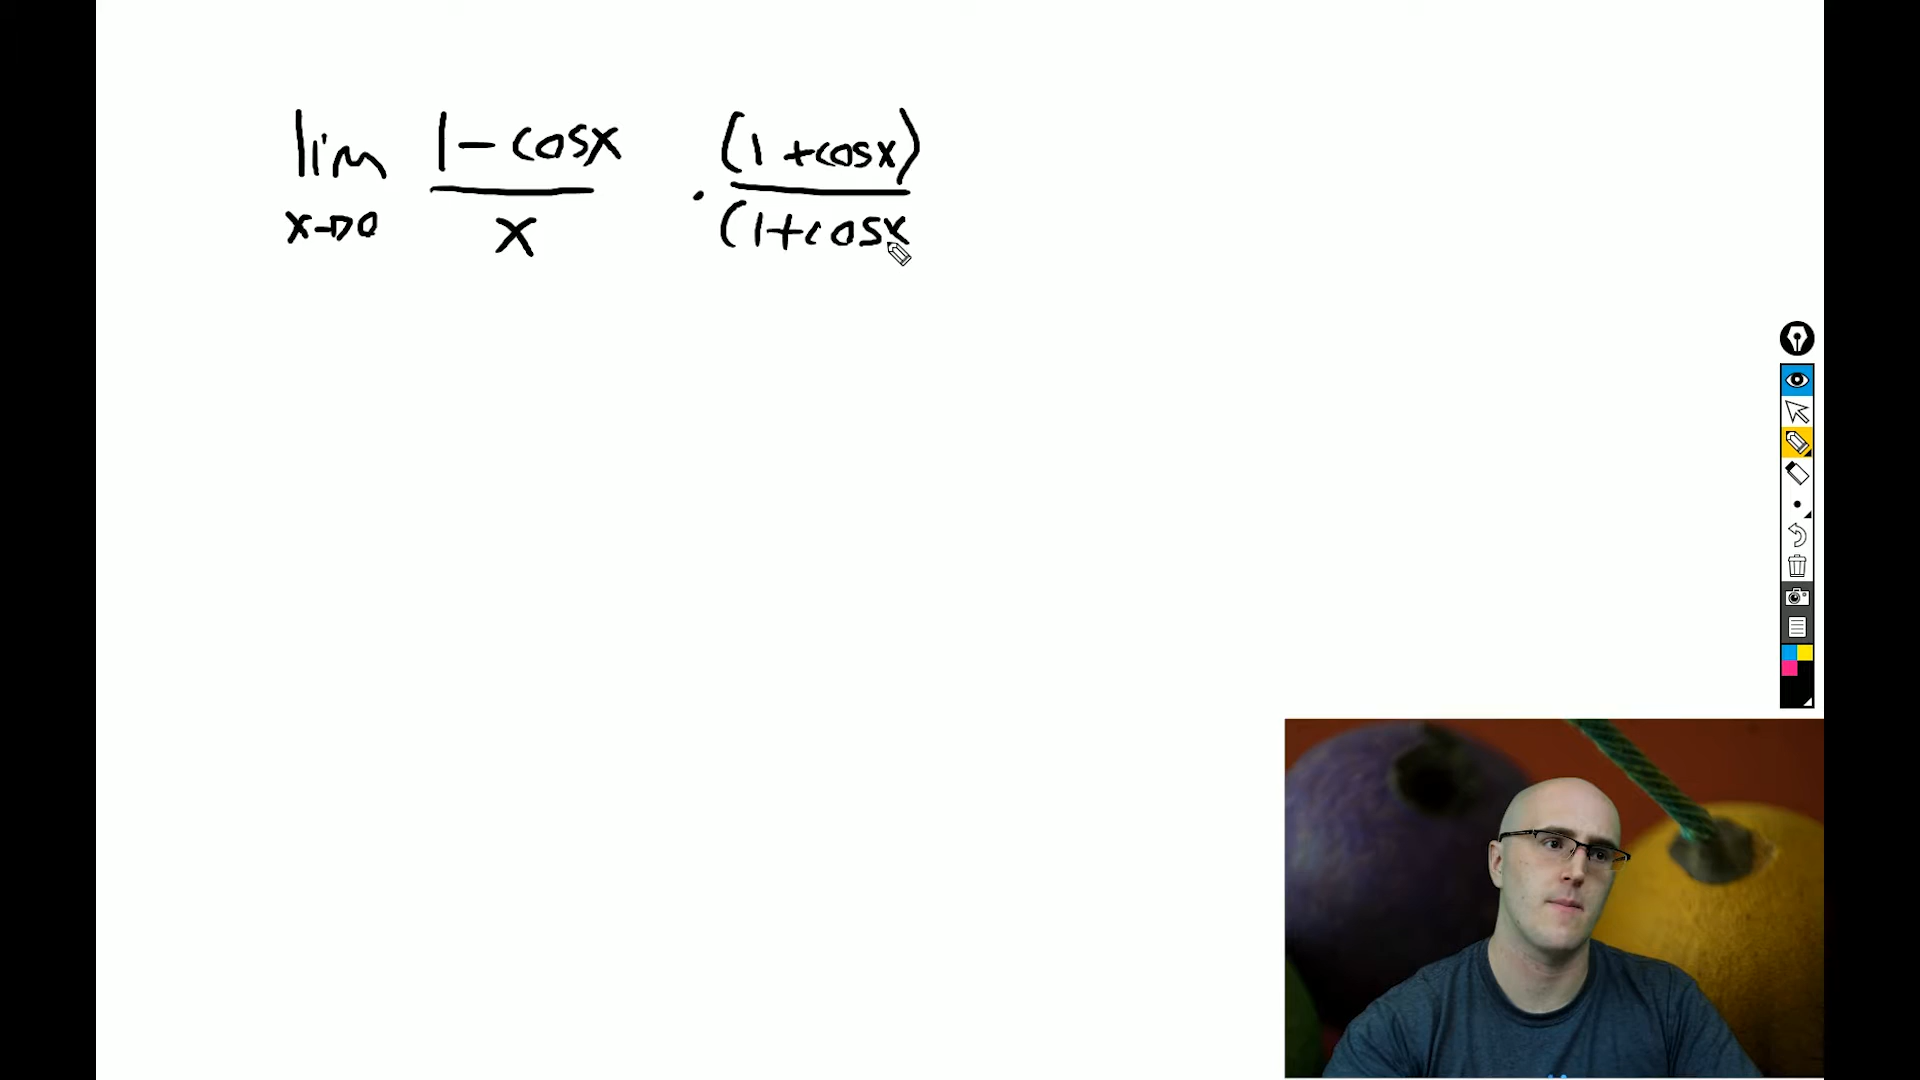 lim 1 - cosx / x · (1 + cosx) / (1 + cosx
x→0